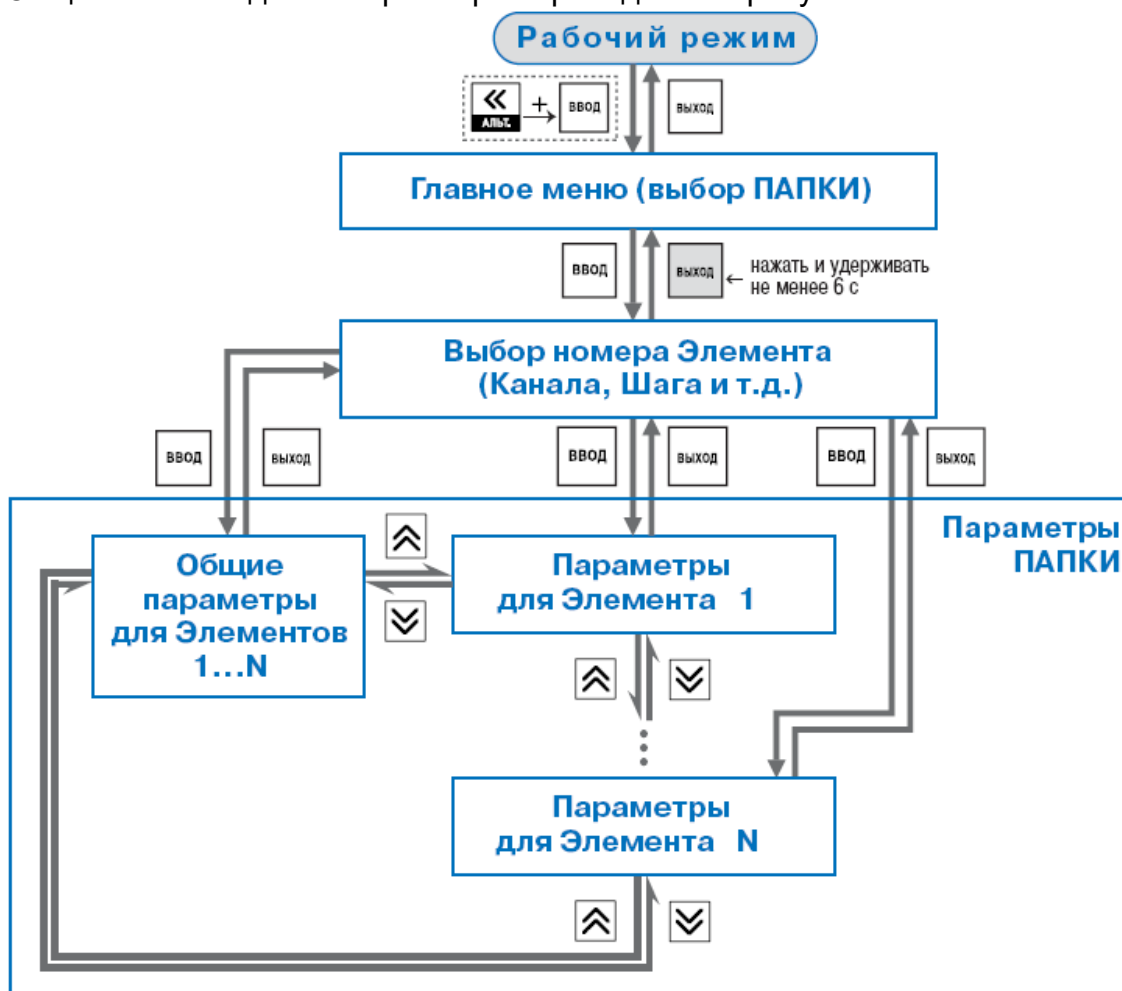 Рабочий режим
АЛЬТ.
+
ВВОД
ВЫХОД
Главное меню (выбор ПАПКИ)
ВВОД
ВЫХОД
нажать и удерживать
не менее 6 с
Выбор номера Элемента
(Канала, Шага и т.д.)
ВВОД
ВЫХОД
ВВОД
ВЫХОД
ВВОД
ВЫХОД
Параметры
ПАПКИ
Общие
параметры
для Элементов
1...N
Параметры
для Элемента 1
Параметры
для Элемента N